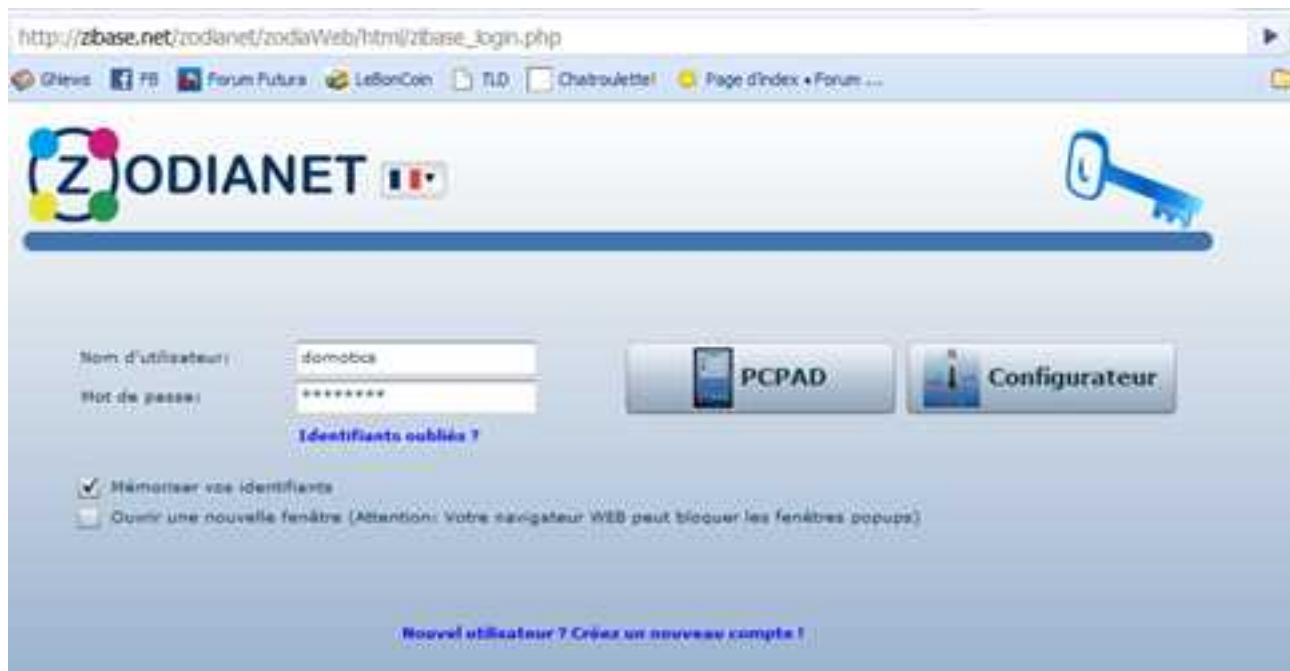 http://zibase.net/zodianet/zodiaWeb/html/zibase_login.php
GNews FB Forum Futura LeBonCoin TLD Chatroulette! Page d'index • Forum ...
ZODIANET
Nom d'utilisateur: domotics
PCPAD
Configurateur
Mot de passe: ********
Identifiants oubliés ?
Mémoriser vos identifiants
Ouvrir une nouvelle fenêtre (Attention: Votre navigateur WEB peut bloquer les fenêtres popups)
Nouvel utilisateur ? Créez un nouveau compte !